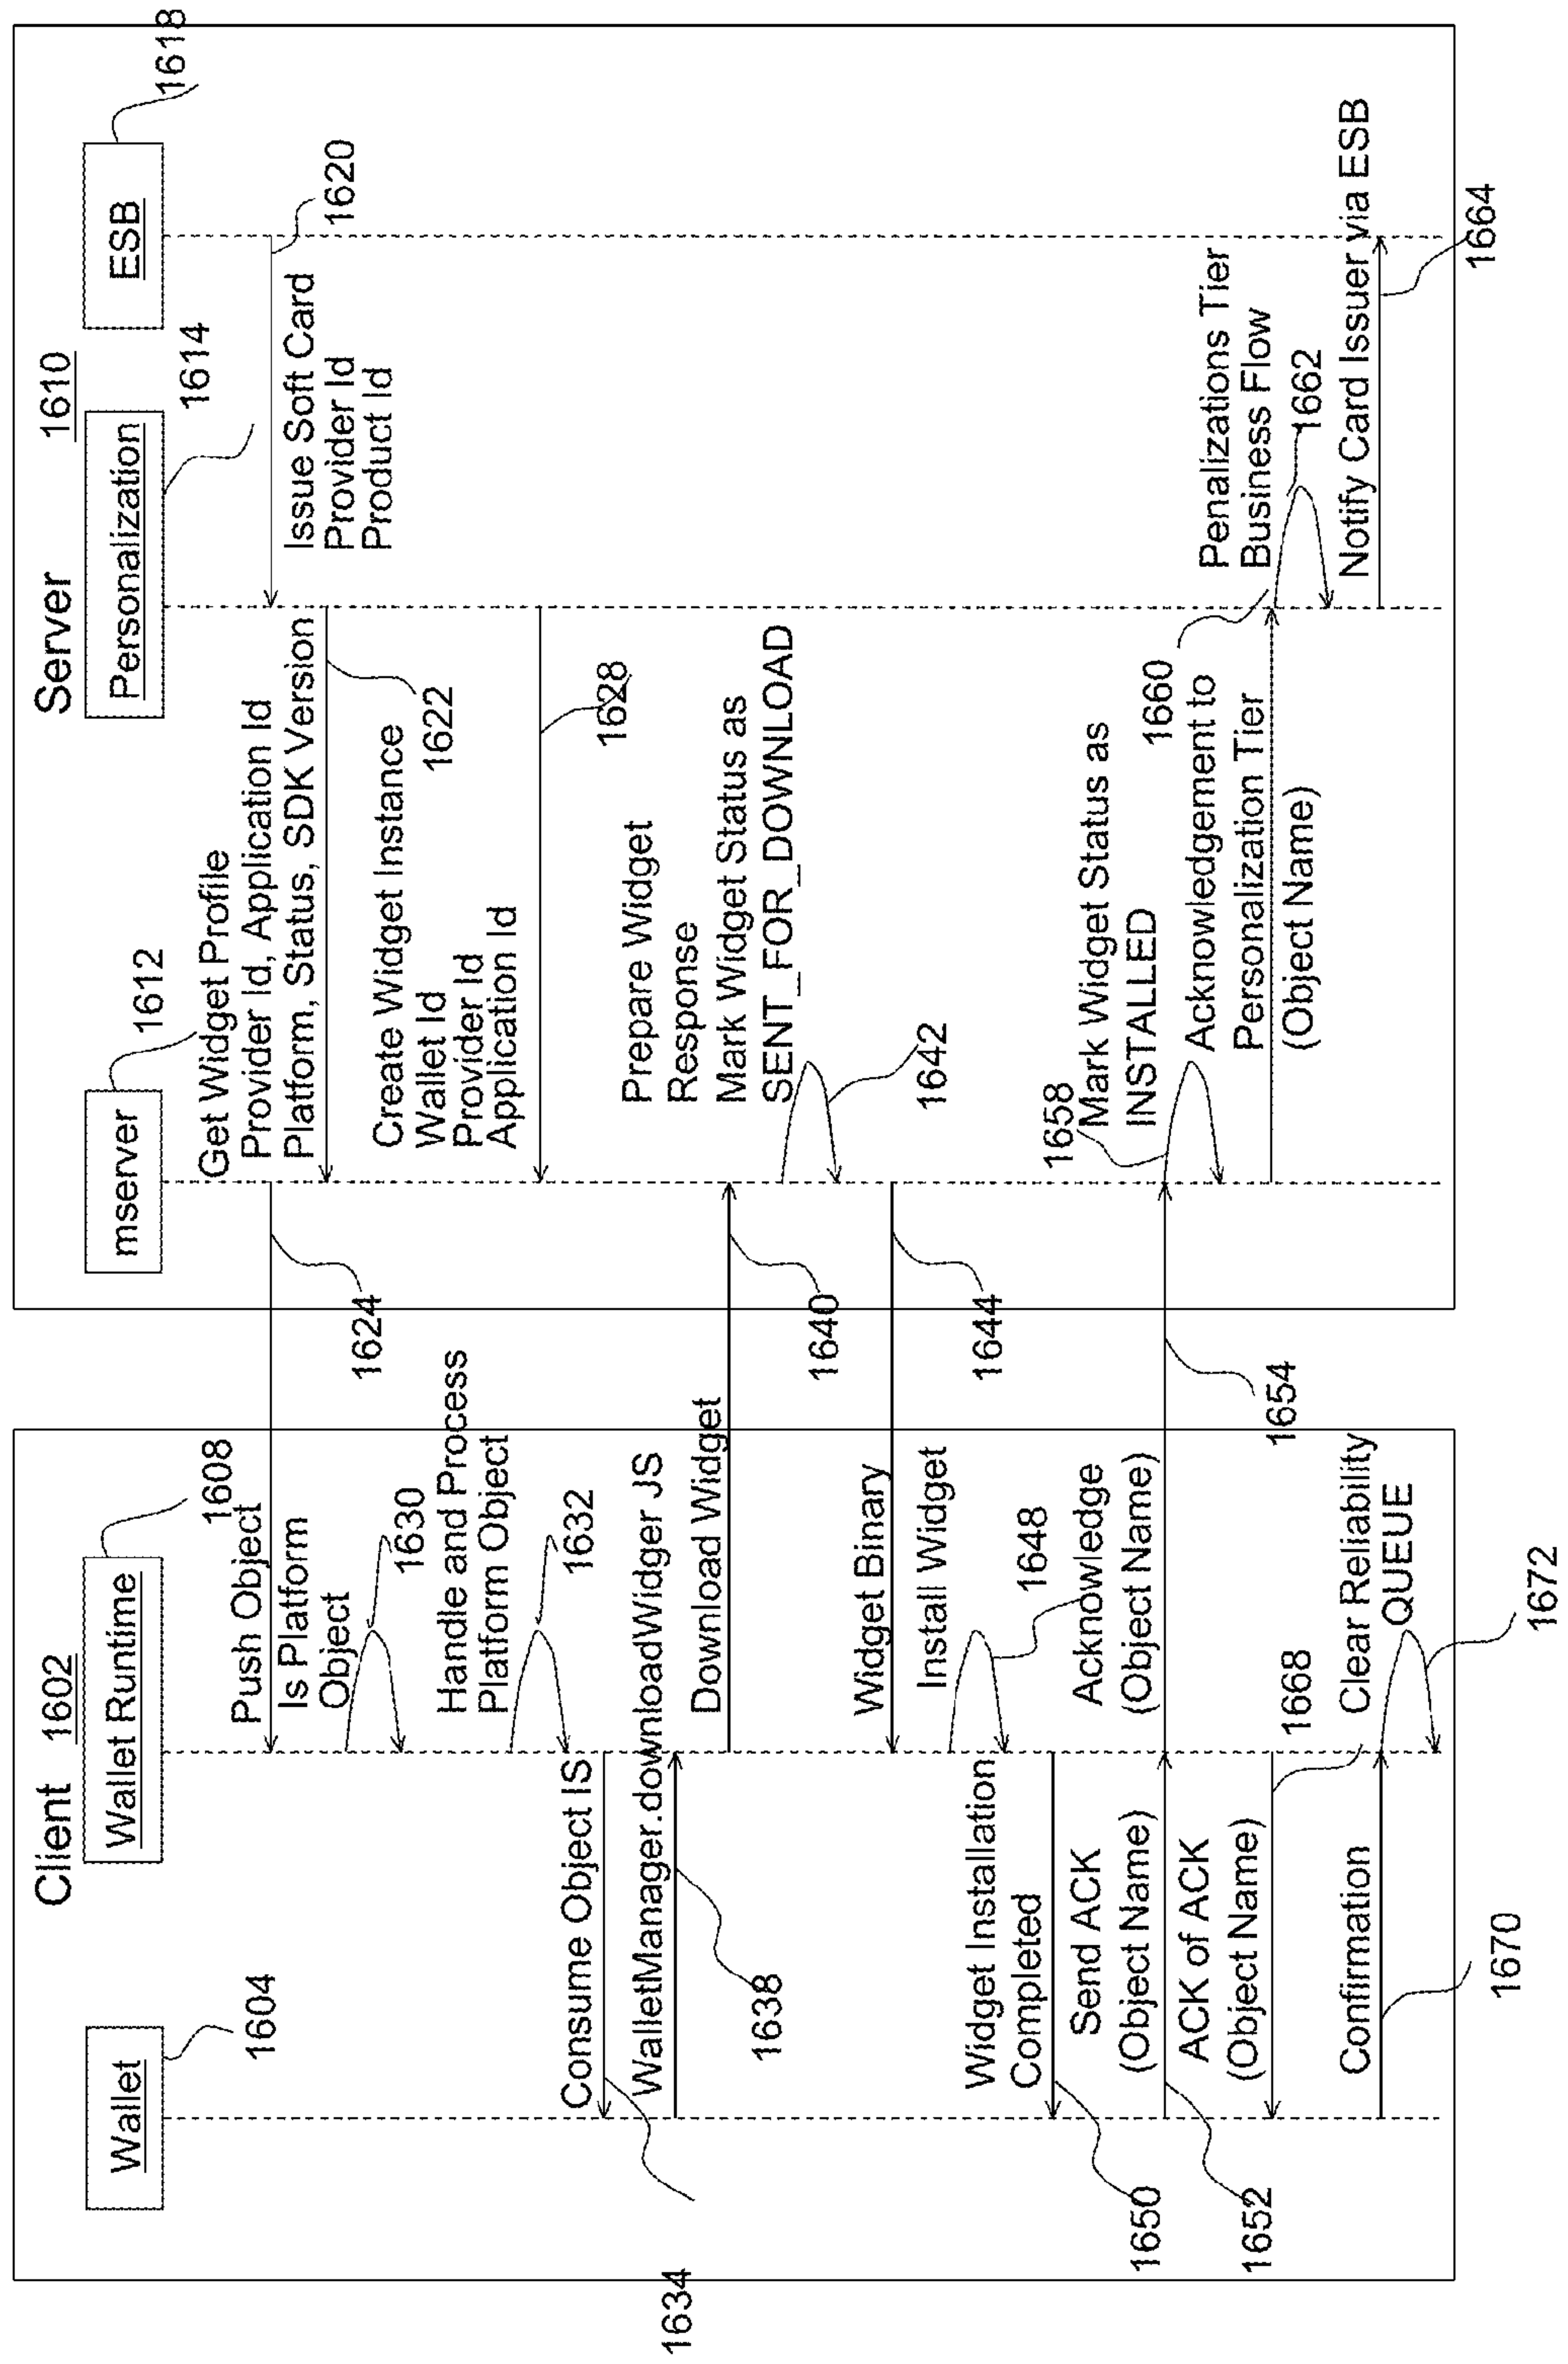 Client 1602
Server 1610
Wallet
1604
Wallet Runtime
1608
mserver
1612
Personalization
1614
ESB
1618
1620
Issue Soft Card
Provider Id
Product Id
Get Widget Profile
Provider Id, Application Id
Platform, Status, SDK Version
1622
Push Object
1624
Is Platform
Object
1630
Create Widget Instance
Wallet Id
Provider Id
Application Id
1628
Handle and Process
Platform Object
1632
Consume Object IS
1634
WalletManager.downloadWidger JS
1638
Download Widget
1640
Prepare Widget
Response
Mark Widget Status as
SENT_FOR_DOWNLOAD
1642
Widget Binary
1644
Install Widget
1648
Widget Installation
Completed
1650
Send ACK
(Object Name)
1652
Acknowledge
(Object Name)
1654
1658
Mark Widget Status as
INSTALLED
1660
Acknowledgement to
Personalization Tier
(Object Name)
Penalizations Tier
Business Flow
1662
Notify Card Issuer via ESB
1664
ACK of ACK
(Object Name)
1668
Confirmation
1670
Clear Reliability
QUEUE
1672